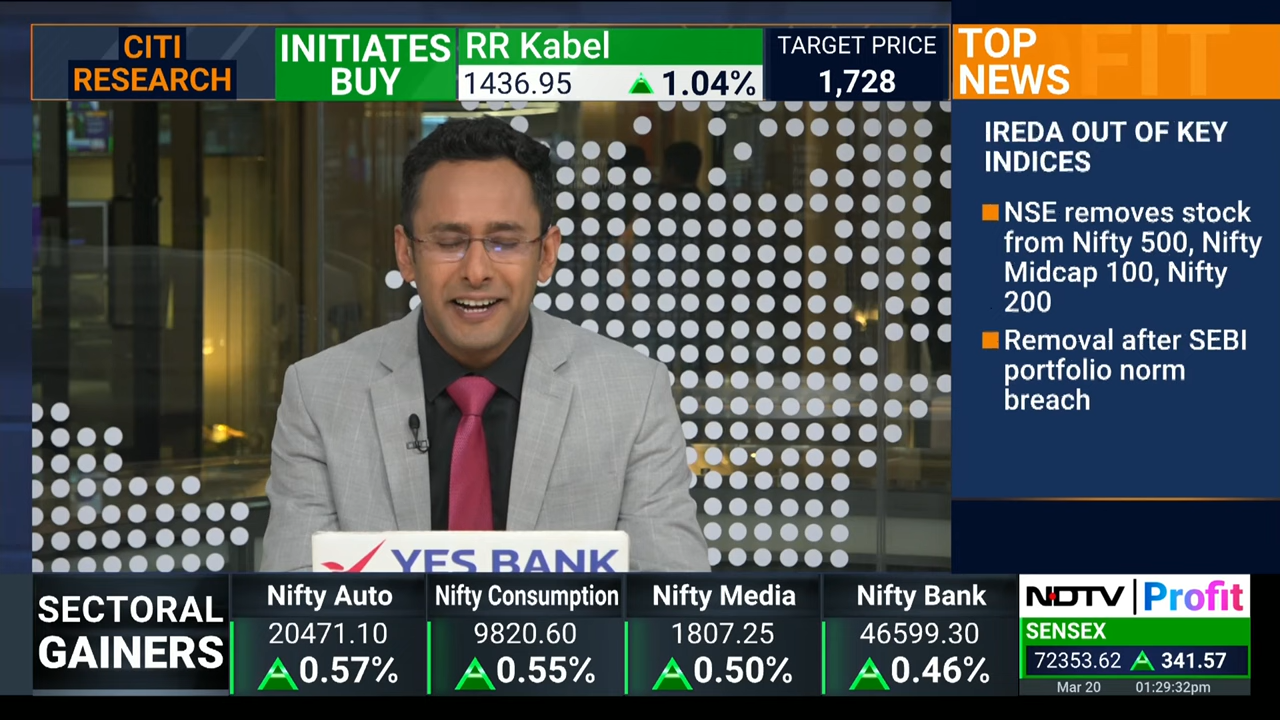 CITI
RESEARCH
INITIATES
BUY
RR Kabel
1436.95 1.04%
TARGET PRICE
1,728
TOP
NEWS
IREDA OUT OF KEY
INDICES
NSE removes stock
from Nifty 500, Nifty
Midcap 100, Nifty
200
Removal after SEBI
portfolio norm
breach
YES BANK
SECTORAL
GAINERS
Nifty Auto
20471.10
0.57%
Nifty Consumption
9820.60
0.55%
Nifty Media
1807.25
0.50%
Nifty Bank
46599.30
0.46%
NDTV Profit
SENSEX
72353.62 341.57
Mar 20 01:29:32pm